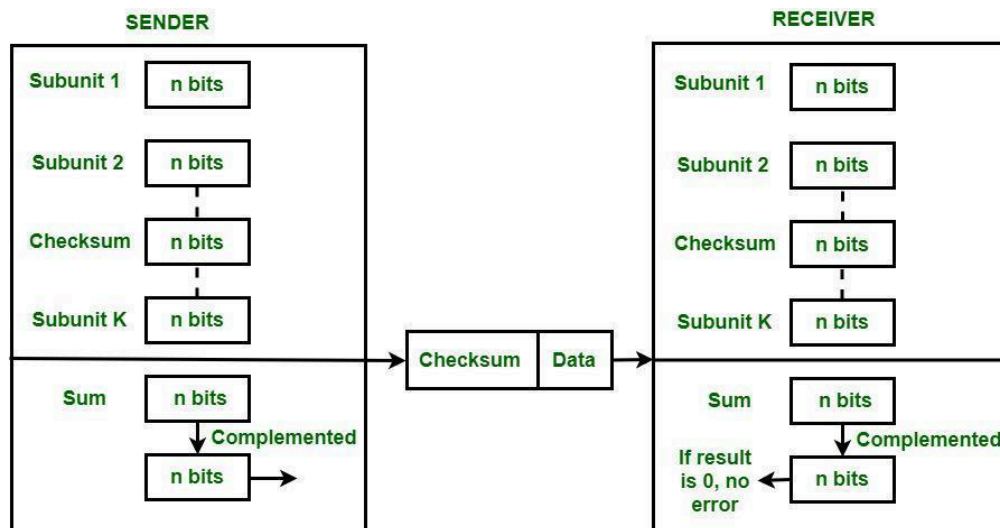 SENDER
Subunit 1
n bits
Subunit 2
n bits
Checksum
n bits
Subunit K
n bits
Sum
n bits
Complemented
n bits
Checksum
Data
RECEIVER
Subunit 1
n bits
Subunit 2
n bits
Checksum
n bits
Subunit K
n bits
Sum
n bits
Complemented
n bits
If result
is 0, no
error